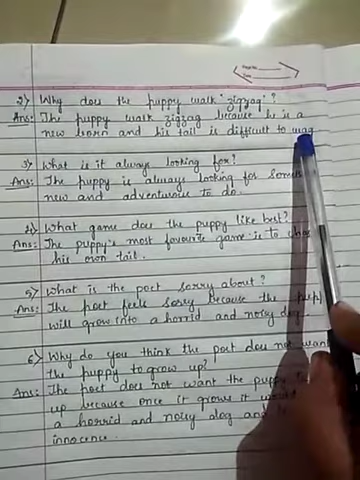 2) Why does the puppy walk "zigzag"?
Ans: The puppy walk zigzag because he is a
new born and his tail is difficult to wag
3) What is it always looking for?
Ans: The puppy is always looking for
new and adventurous to do.
4) What game does the puppy like best?
Ans: The puppy's most favourite game is to
his own tail.
5) What is the poet sorry about?
Ans: The poet feels sorry because the
will grow into a horrid and noisy dog.
6) Why do you think the poet does not want
the puppy to grow up?
Ans: The poet does not want the puppy
up because once it grows it
a horrid and noisy dog and
innocence.